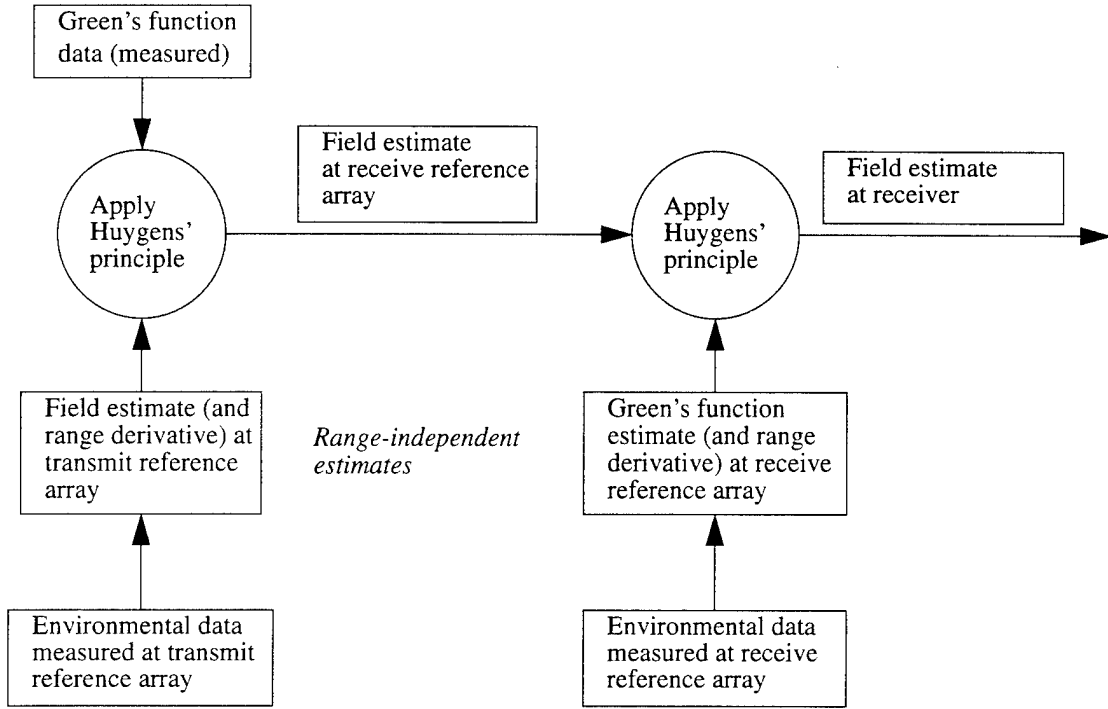 Green's function
data (measured)
Field estimate
at receive reference
array
Field estimate
at receiver
Apply
Huygens’
principle
Apply
Huygens’
principle
Field estimate (and
range derivative) at
transmit reference
array
Range-independent
estimates
Green's function
estimate (and range
derivative) at receive
reference array
Environmental data
measured at transmit
reference array
Environmental data
measured at receive
reference array